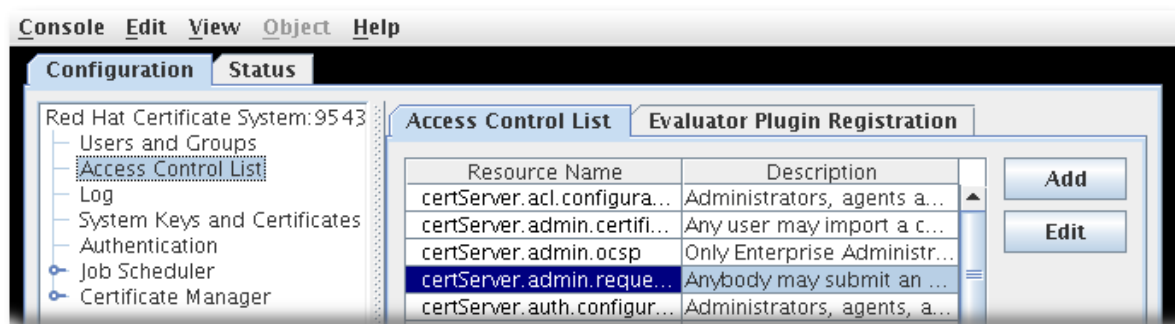 Console Edit View Object Help
Configuration Status
Red Hat Certificate System:9543
Users and Groups
Access Control List
Log
System Keys and Certificates
Authentication
Job Scheduler
Certificate Manager
Access Control List Evaluator Plugin Registration
Resource Name Description
certServer.acl.configura... Administrators, agents a...
certServer.admin.certifi... Any user may import a c...
certServer.admin.ocsp Only Enterprise Administr...
certServer.admin.reque... Anybody may submit an ...
certServer.auth.configur... Administrators, agents, a...
Add
Edit